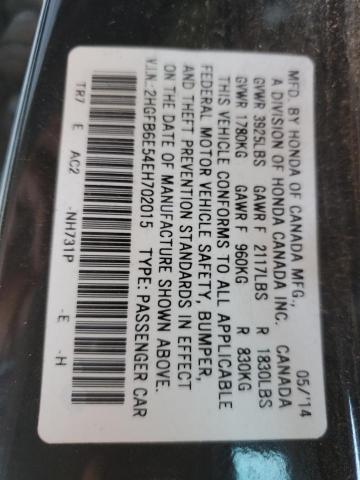 MFD. BY HONDA OF CANADA MFG.,
A DIVISION OF HONDA CANADA INC. CANADA 05/'14
GVWR 3925LBS GAWR F 2117LBS R 1830LBS
GVWR 1780KG GAWR F 960KG R 830KG
THIS VEHICLE CONFORMS TO ALL APPLICABLE
FEDERAL MOTOR VEHICLE SAFETY, BUMPER,
AND THEFT PREVENTION STANDARDS IN EFFECT
ON THE DATE OF MANUFACTURE SHOWN ABOVE.
V.I.N.:2HGFB6E54EH702015 TYPE:PASSENGER CAR
TR7 E AC2 -NH731P -E -H